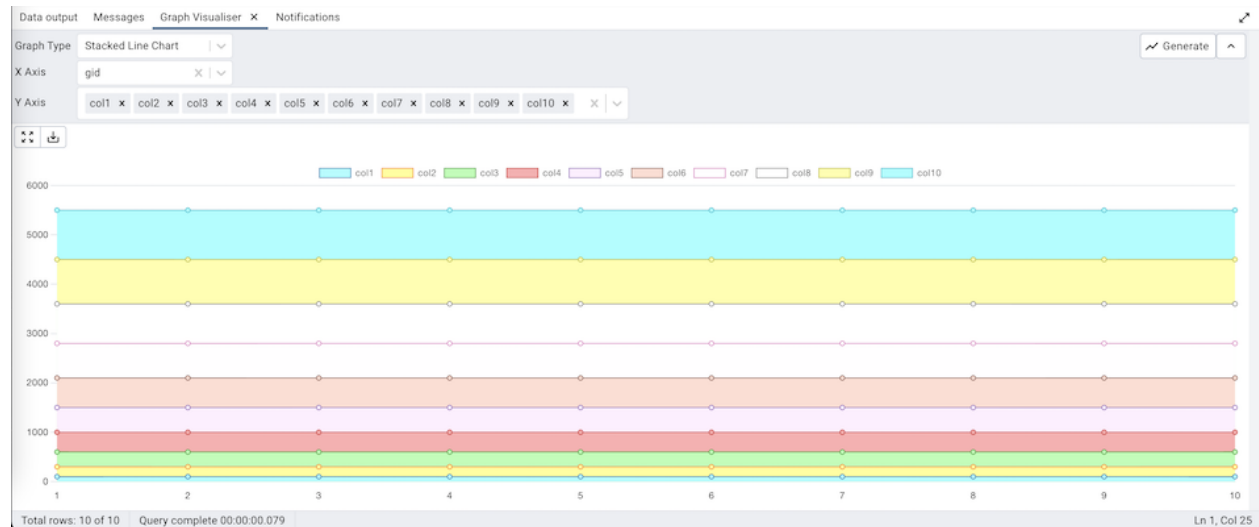 Data output Messages Graph Visualiser × Notifications
Graph Type Stacked Line Chart Generate
X Axis gid ×
Y Axis col1 × col2 × col3 × col4 × col5 × col6 × col7 × col8 × col9 × col10 × ×
col1 col2 col3 col4 col5 col6 col7 col8 col9 col10
6000
5000
4000
3000
2000
1000
0
1 2 3 4 5 6 7 8 9 10
Total rows: 10 of 10 Query complete 00:00:00.079 Ln 1, Col 25